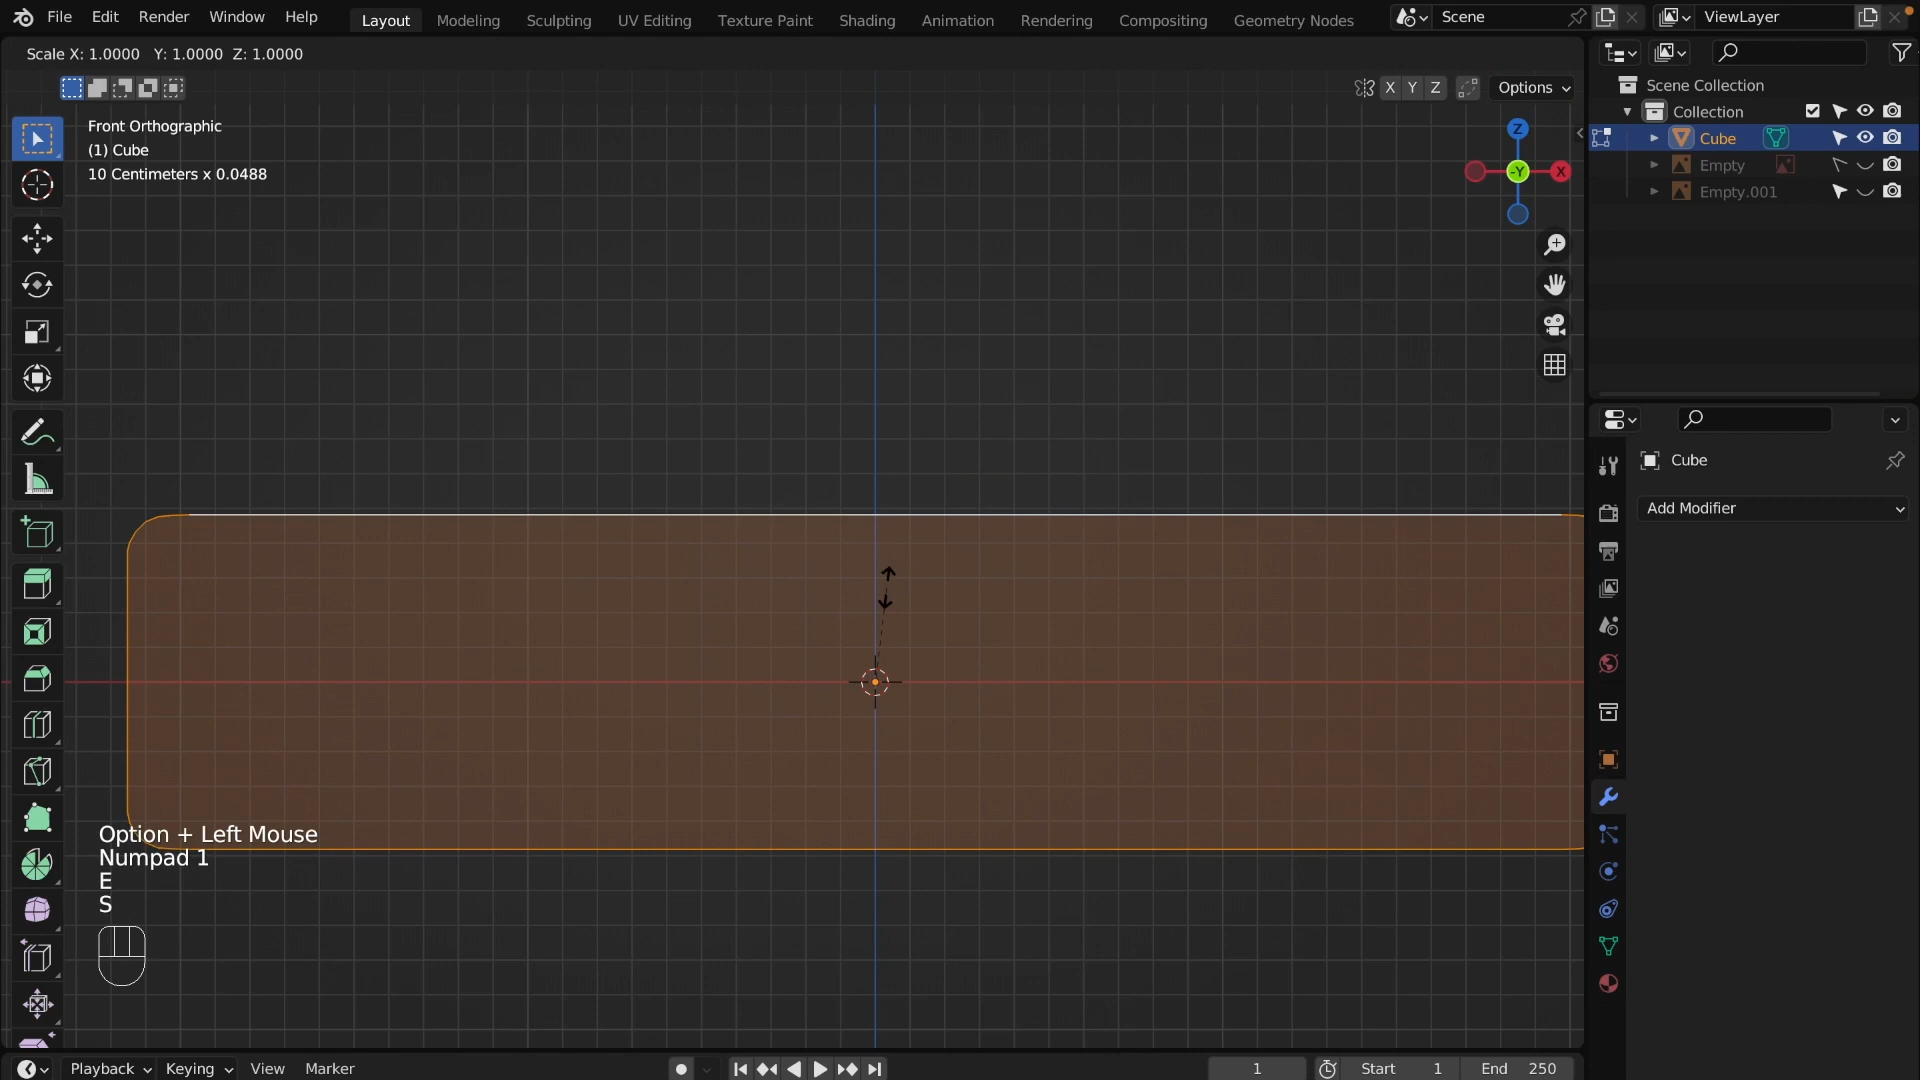 File Edit Render Window Help
Layout Modeling Sculpting UV Editing Texture Paint Shading Animation Rendering Compositing Geometry Nodes
Scene
ViewLayer
Scale X: 1.0000 Y: 1.0000 Z: 1.0000
X Y Z
Options
Front Orthographic
(1) Cube
10 Centimeters x 0.0488
Z
-Y
X
Scene Collection
Collection
Cube
Empty
Empty.001
Cube
Add Modifier
Option + Left Mouse
Numpad 1
E
S
Playback Keying View Marker
1
Start 1
End 250